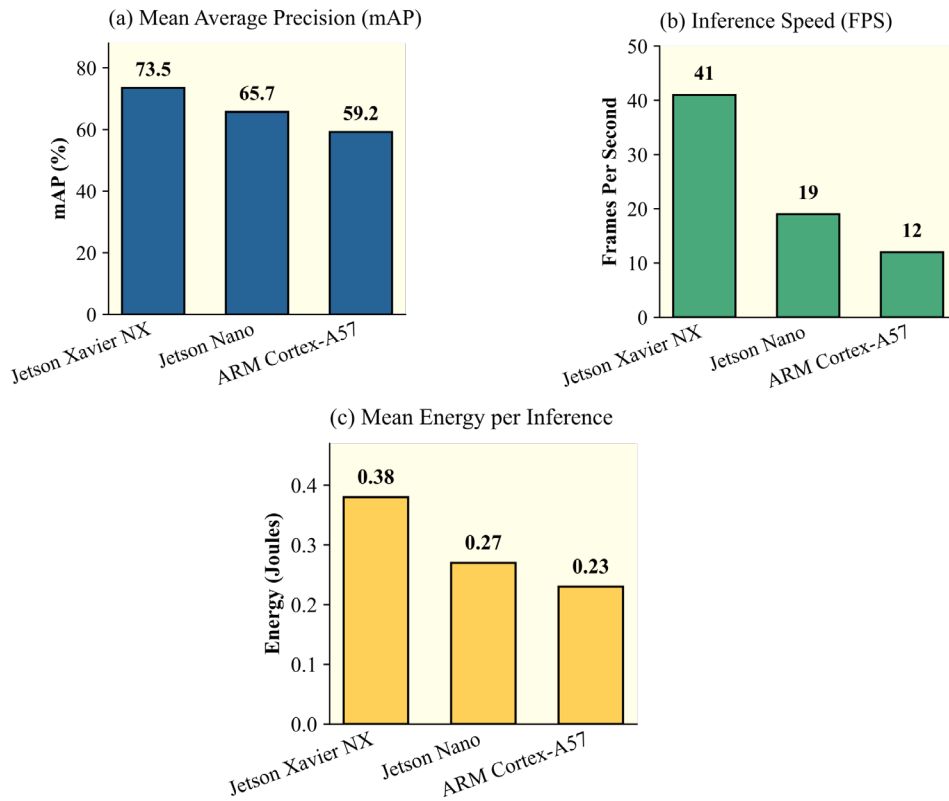 (a) Mean Average Precision (mAP)
mAP (%)
80
60
40
20
0
73.5
65.7
59.2
Jetson Xavier NX
Jetson Nano
ARM Cortex-A57
(b) Inference Speed (FPS)
Frames Per Second
50
40
30
20
10
0
41
19
12
Jetson Xavier NX
Jetson Nano
ARM Cortex-A57
(c) Mean Energy per Inference
Energy (Joules)
0.4
0.3
0.2
0.1
0.0
0.38
0.27
0.23
Jetson Xavier NX
Jetson Nano
ARM Cortex-A57